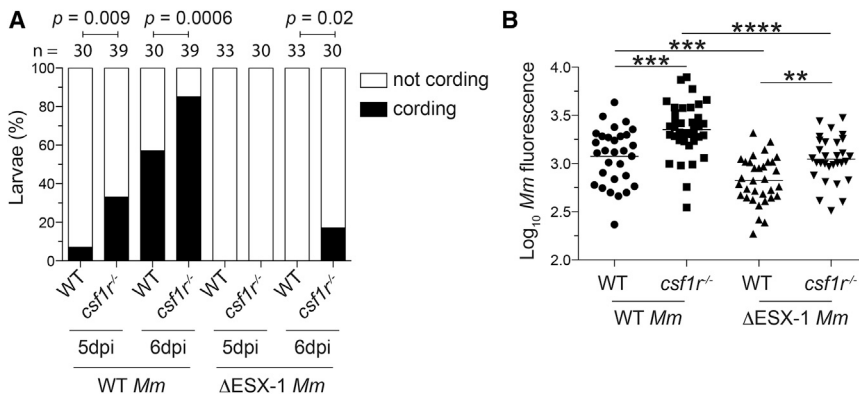 A
p = 0.009 p = 0.0006 p = 0.02
n = 30 39 30 39 33 30 33 30
100
80
60
40
20
0
Larvae (%)
not cording
cording
WT csf1r-/- WT csf1r-/- WT csf1r-/- WT csf1r-/-
5dpi 6dpi 5dpi 6dpi
WT Mm ΔESX-1 Mm
B
****
***
*** **
4.0
3.5
3.0
2.5
2.0
Log10 Mm fluorescence
WT csf1r-/- WT csf1r-/-
WT Mm ΔESX-1 Mm